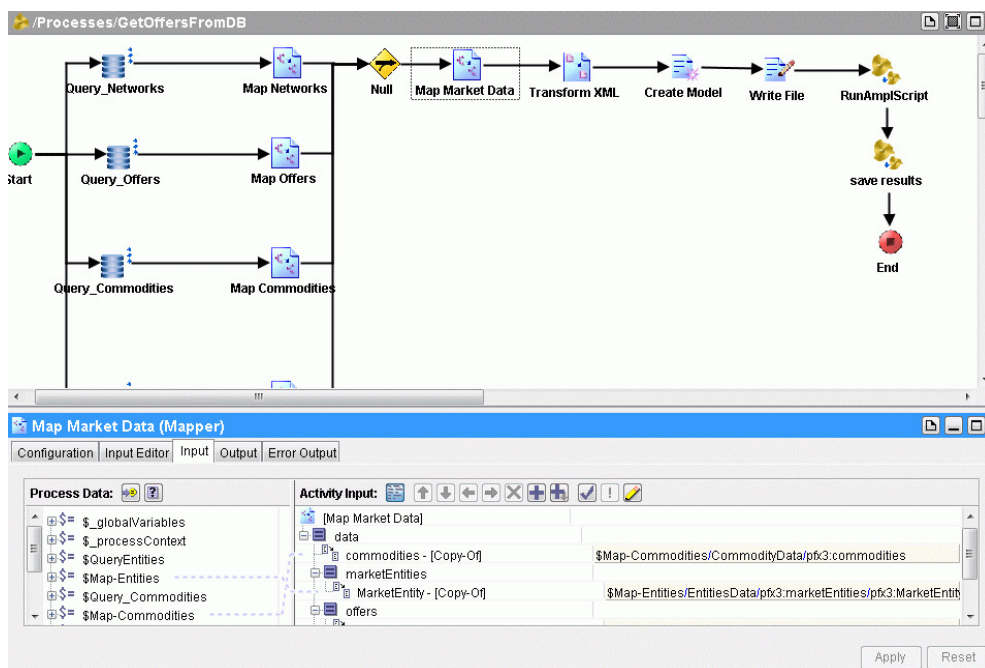 /Processes/GetOffersFromDB
Query_Networks
Map Networks
Null
Map Market Data
Transform XML
Create Model
Write File
RunAmplScript
Start
Query_Offers
Map Offers
save results
Query_Commodities
Map Commodities
End
Map Market Data (Mapper)
Configuration Input Editor Input Output Error Output
Process Data:
Activity Input:
$= $_globalVariables
$= $_processContext
$= $QueryEntities
$= $Map-Entities
$= $Query_Commodities
$= $Map-Commodities
[Map Market Data]
data
commodities - [Copy-Of] $Map-Commodities/CommodityData/pfx3:commodities
marketEntities
MarketEntity - [Copy-Of] $Map-Entities/EntitiesData/pfx3:marketEntities/pfx3:MarketEntit
offers
Apply Reset